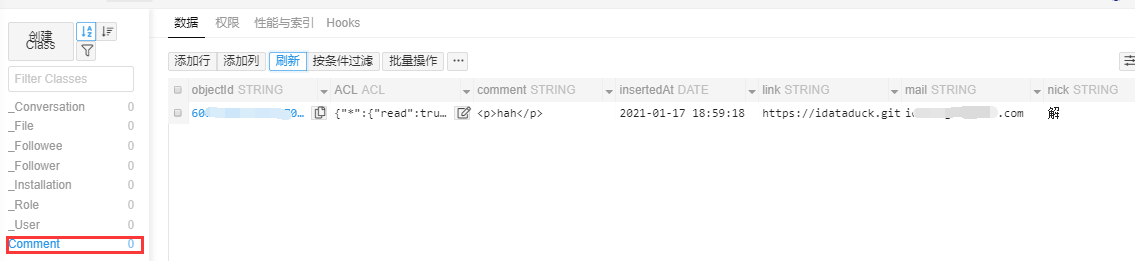 数据 权限 性能与索引 Hooks
创建
Class
添加行 添加列 刷新 按条件过滤 批量操作 ...
Filter Classes
objectId STRING ACL ACL comment STRING insertedAt DATE link STRING mail STRING nick STRING
_Conversation 0
{"*":{"read":tru... <p>hah</p> 2021-01-17 18:59:18 https://idataduck.git .com 解
_File 0
_Followee 0
_Follower 0
_Installation 0
_Role 0
_User 0
Comment 0